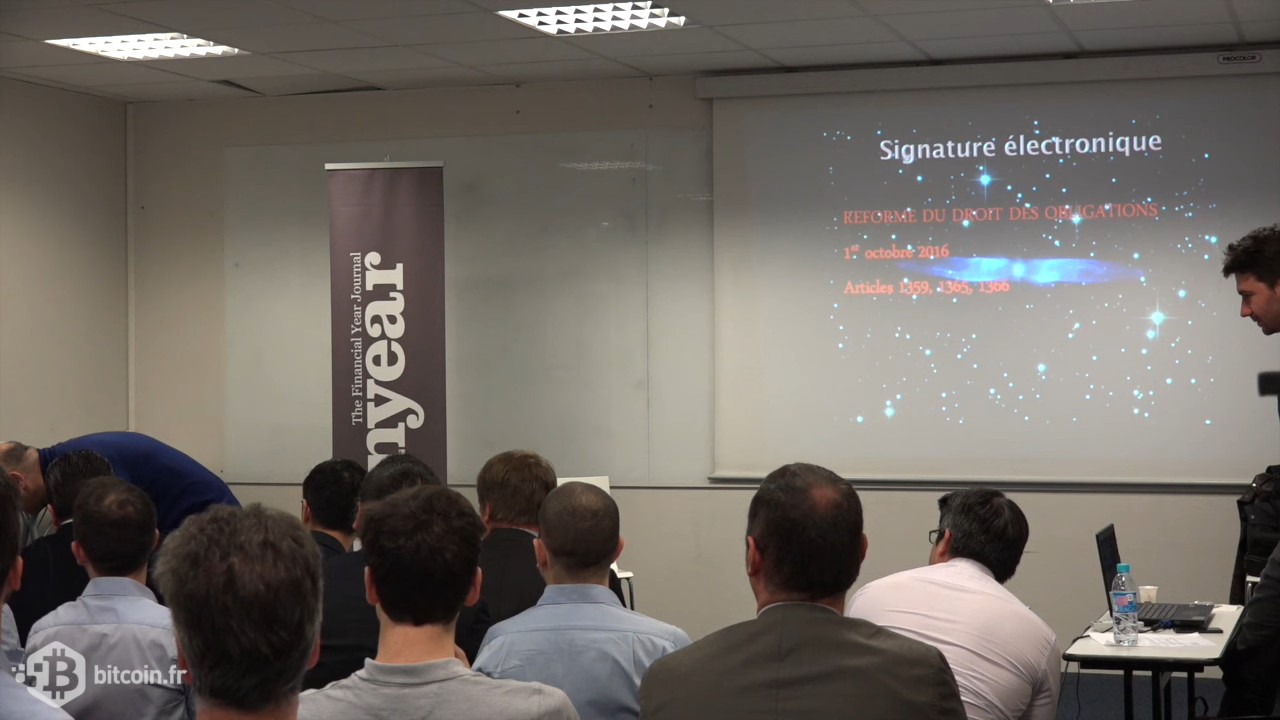 PROCOLOR
Signature électronique
REFORME DU DROIT DES OBLIGATIONS
1er octobre 2016
Articles 1359, 1365, 1366
The Financial Year Journal
nyear
bitcoin.fr